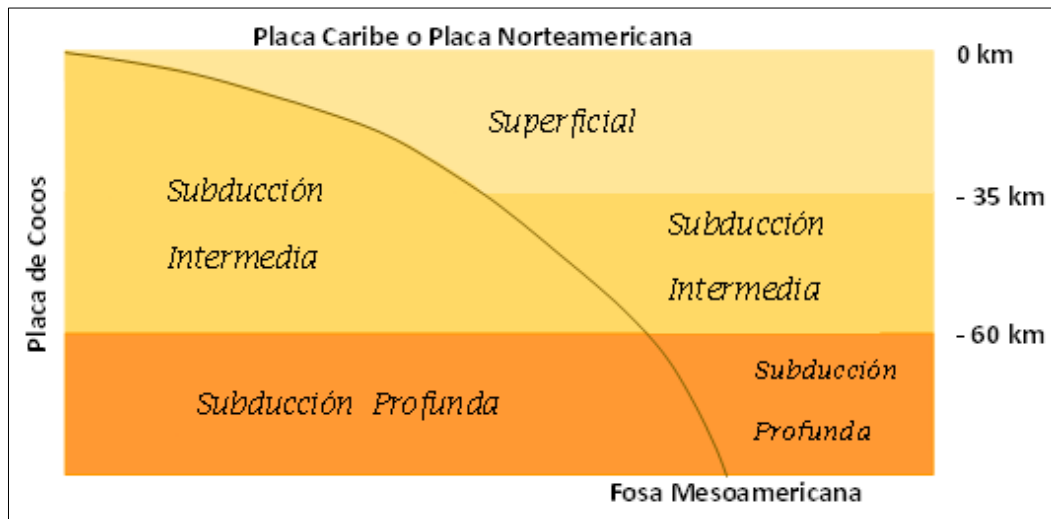 Placa Caribe o Placa Norteamericana
0 km
Superficial
- 35 km
Placa de Cocos
Subducción
Intermedia
Subducción
Intermedia
- 60 km
Subducción Profunda
Subducción
Profunda
Fosa Mesoamericana